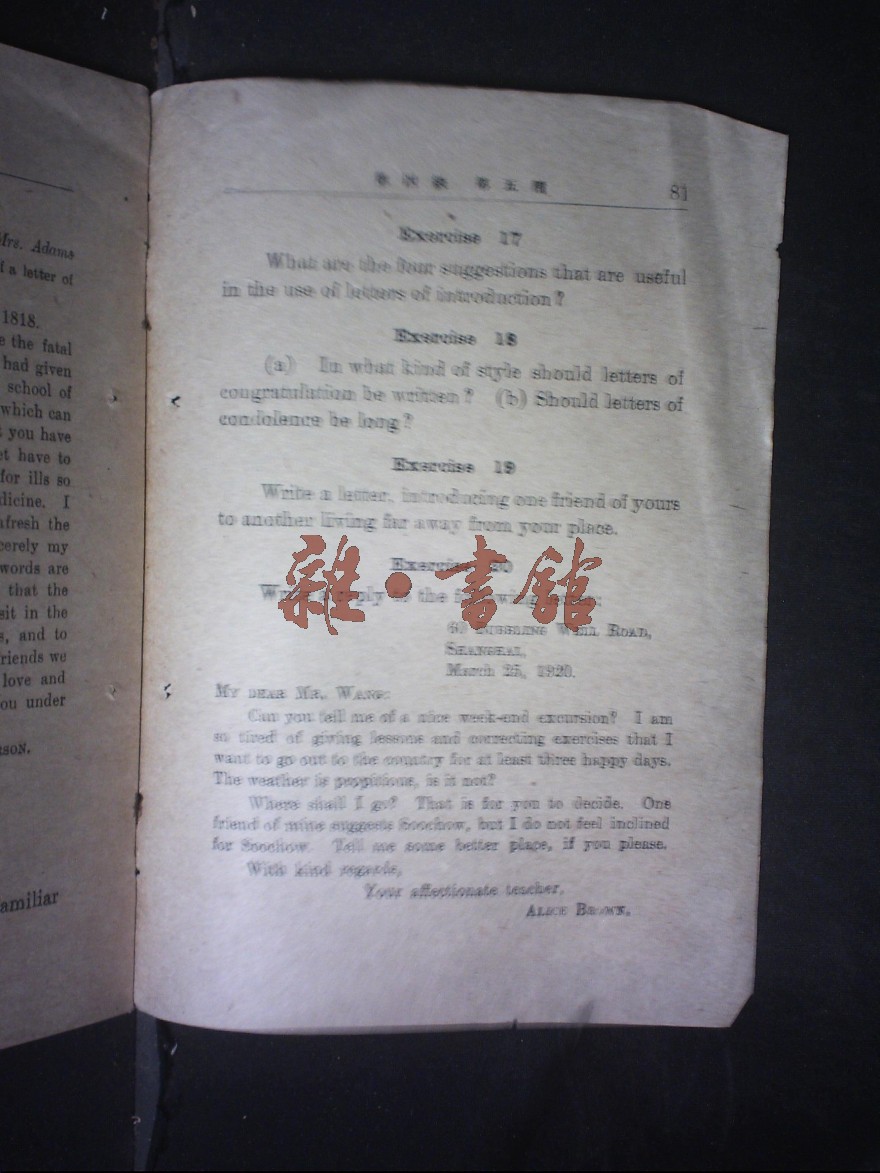 Mrs. Adams
f a letter of
1818.
e the fatal
had given
school of
which can
t you have
et have to
for ills so
dicine. I
afresh the
cerely my
words are
that the
sit in the
s, and to
riends we
love and
ou under
RSON.
amiliar
81
Exercise 17
What are the four suggestions that are useful
in the use of letters of introduction?
Exercise 18
(a) In what kind of style should letters of
congratulation be written? (b) Should letters of
condolence be long?
Exercise 19
Write a letter, introducing one friend of yours
to another living far away from your place.
Exercise 20
Write a reply to the following letter:
雜·書館
60 Bubbling Well Road,
Shanghai,
March 25, 1920.
My dear Mr. Wang:
Can you tell me of a nice week-end excursion? I am
so tired of giving lessons and correcting exercises that I
want to go out to the country for at least three happy days.
The weather is propitious, is it not?
Where shall I go? That is for you to decide. One
friend of mine suggests Soochow, but I do not feel inclined
for Soochow. Tell me some better place, if you please.
With kind regards,
Your affectionate teacher,
Alice Brown.